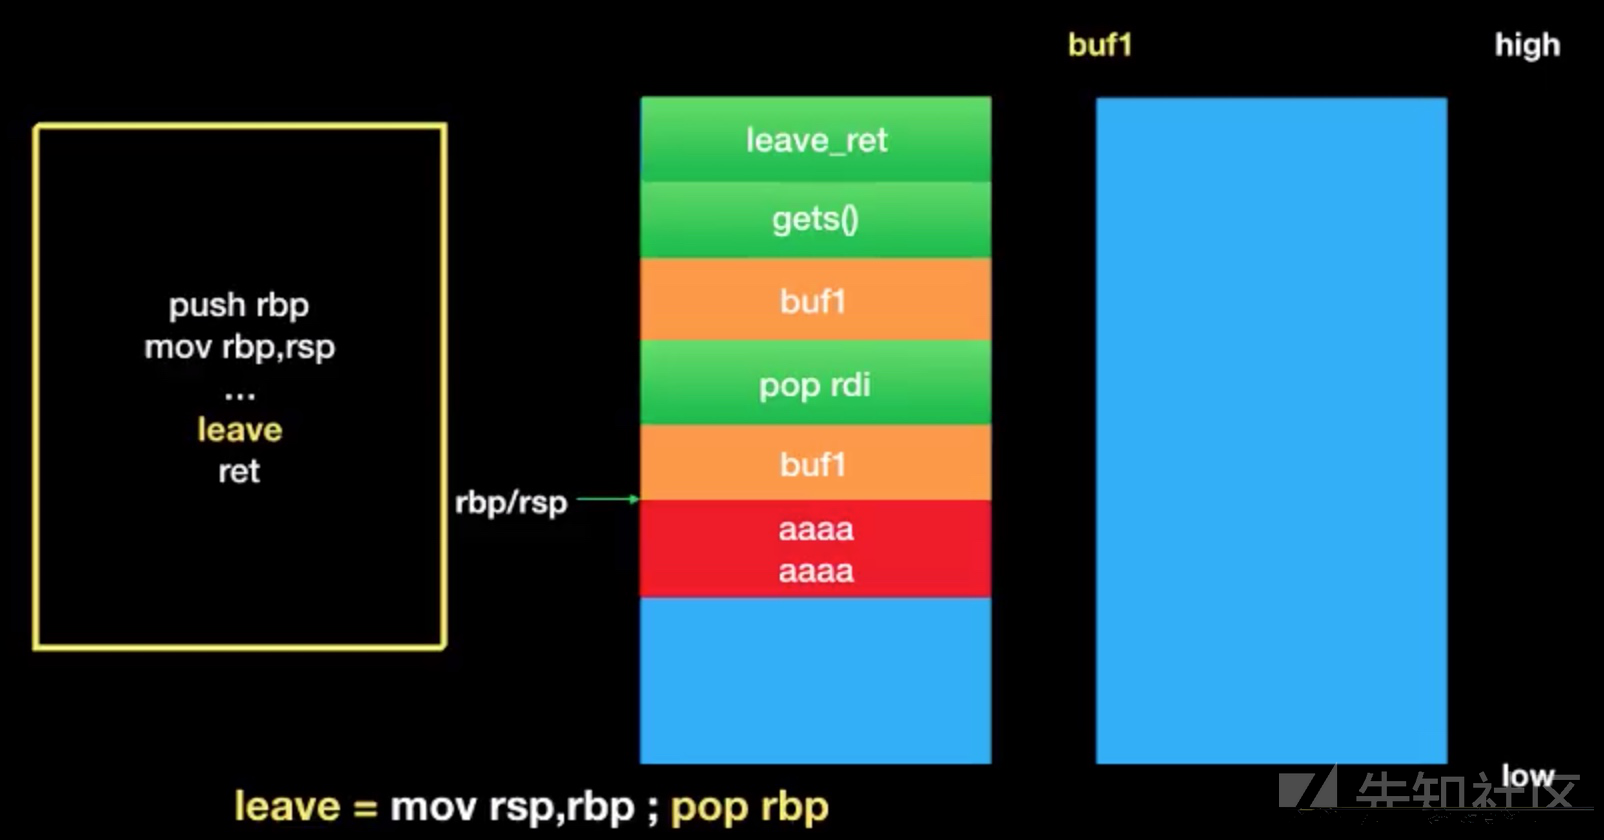 buf1
high
push rbp
mov rbp,rsp
...
leave
ret
rbp/rsp
leave_ret
gets()
buf1
pop rdi
buf1
aaaa
aaaa
low
先知社区
leave = mov rsp,rbp ; pop rbp